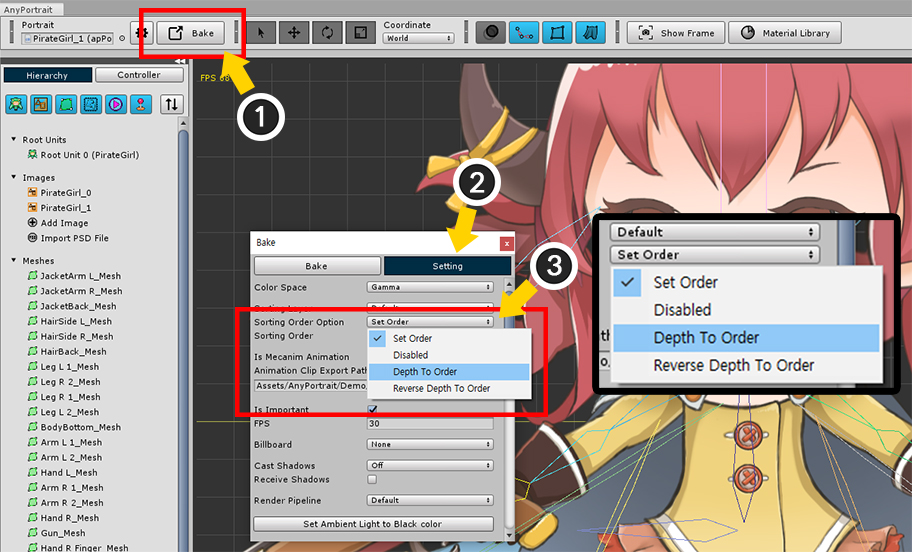 AnyPortrait
Portrait
PirateGirl_1 (apPo
Bake
Coordinate
World
Show Frame
Material Library
1
Hierarchy
Controller
Root Units
Root Unit 0 (PirateGirl)
Images
PirateGirl_0
PirateGirl_1
Add Image
Import PSD File
Meshes
JacketArm L_Mesh
JacketArm R_Mesh
JacketBack_Mesh
HairSide L_Mesh
HairSide R_Mesh
HairBack_Mesh
Leg L 1_Mesh
Leg R 2_Mesh
Leg R 1_Mesh
Leg L 2_Mesh
BodyBottom_Mesh
Arm L 1_Mesh
Arm L 2_Mesh
Hand L_Mesh
Arm R 1_Mesh
Arm R 2_Mesh
Hand R_Mesh
Gun_Mesh
Hand R Finger_Mesh
FPS
2
Bake
x
Bake
Setting
3
Color Space
Gamma
Sorting Layer
Default
Sorting Order Option
Set Order
Sorting Order
Set Order
Disabled
Depth To Order
Reverse Depth To Order
Is Mecanim Animation
Animation Clip Export Path
Assets/AnyPortrait/Demo
Is Important
FPS
30
Billboard
None
Cast Shadows
Off
Receive Shadows
Render Pipeline
Default
Set Ambient Light to Black color
Default
Set Order
Set Order
Disabled
Depth To Order
Reverse Depth To Order